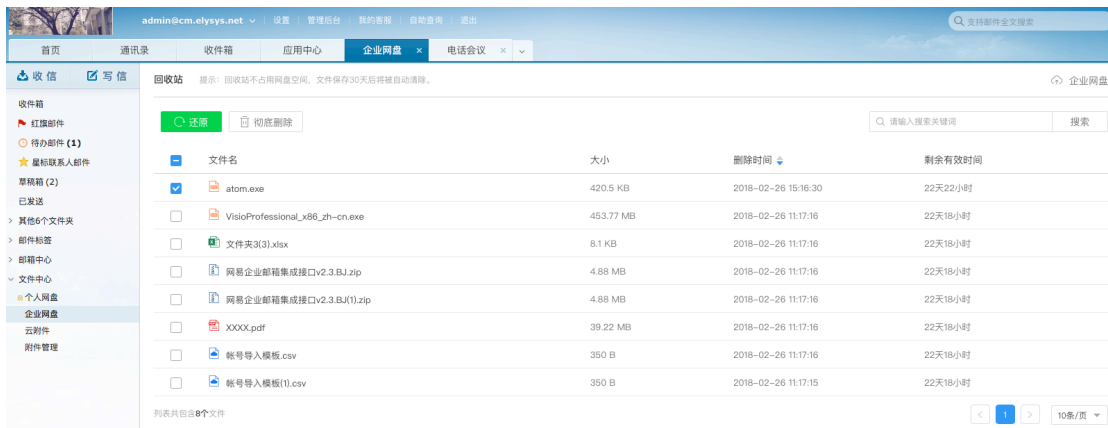 admin@cm.elysys.net 设置 管理后台 我的客服 自助查询 退出 支持邮件全文搜索
首页 通讯录 收件箱 应用中心 企业网盘 × 电话会议 ×
收信 写信
回收站 提示：回收站不占用网盘空间，文件保存30天后将被自动清除。 企业网盘
收件箱
红旗邮件
待办邮件 (1)
星标联系人邮件
草稿箱 (2)
已发送
其他6个文件夹
邮件标签
邮箱中心
文件中心
个人网盘
企业网盘
云附件
附件管理
还原 彻底删除 请输入搜索关键词 搜索
文件名 大小 删除时间 剩余有效时间
atom.exe 420.5 KB 2018-02-26 15:16:30 22天22小时
VisioProfessional_x86_zh-cn.exe 453.77 MB 2018-02-26 11:17:16 22天18小时
文件夹3(3).xlsx 8.1 KB 2018-02-26 11:17:16 22天18小时
网易企业邮箱集成接口v2.3.BJ.zip 4.88 MB 2018-02-26 11:17:16 22天18小时
网易企业邮箱集成接口v2.3.BJ(1).zip 4.88 MB 2018-02-26 11:17:16 22天18小时
XXXX.pdf 39.22 MB 2018-02-26 11:17:16 22天18小时
帐号导入模板.csv 350 B 2018-02-26 11:17:16 22天18小时
帐号导入模板(1).csv 350 B 2018-02-26 11:17:15 22天18小时
列表共包含8个文件 < 1 > 10条/页